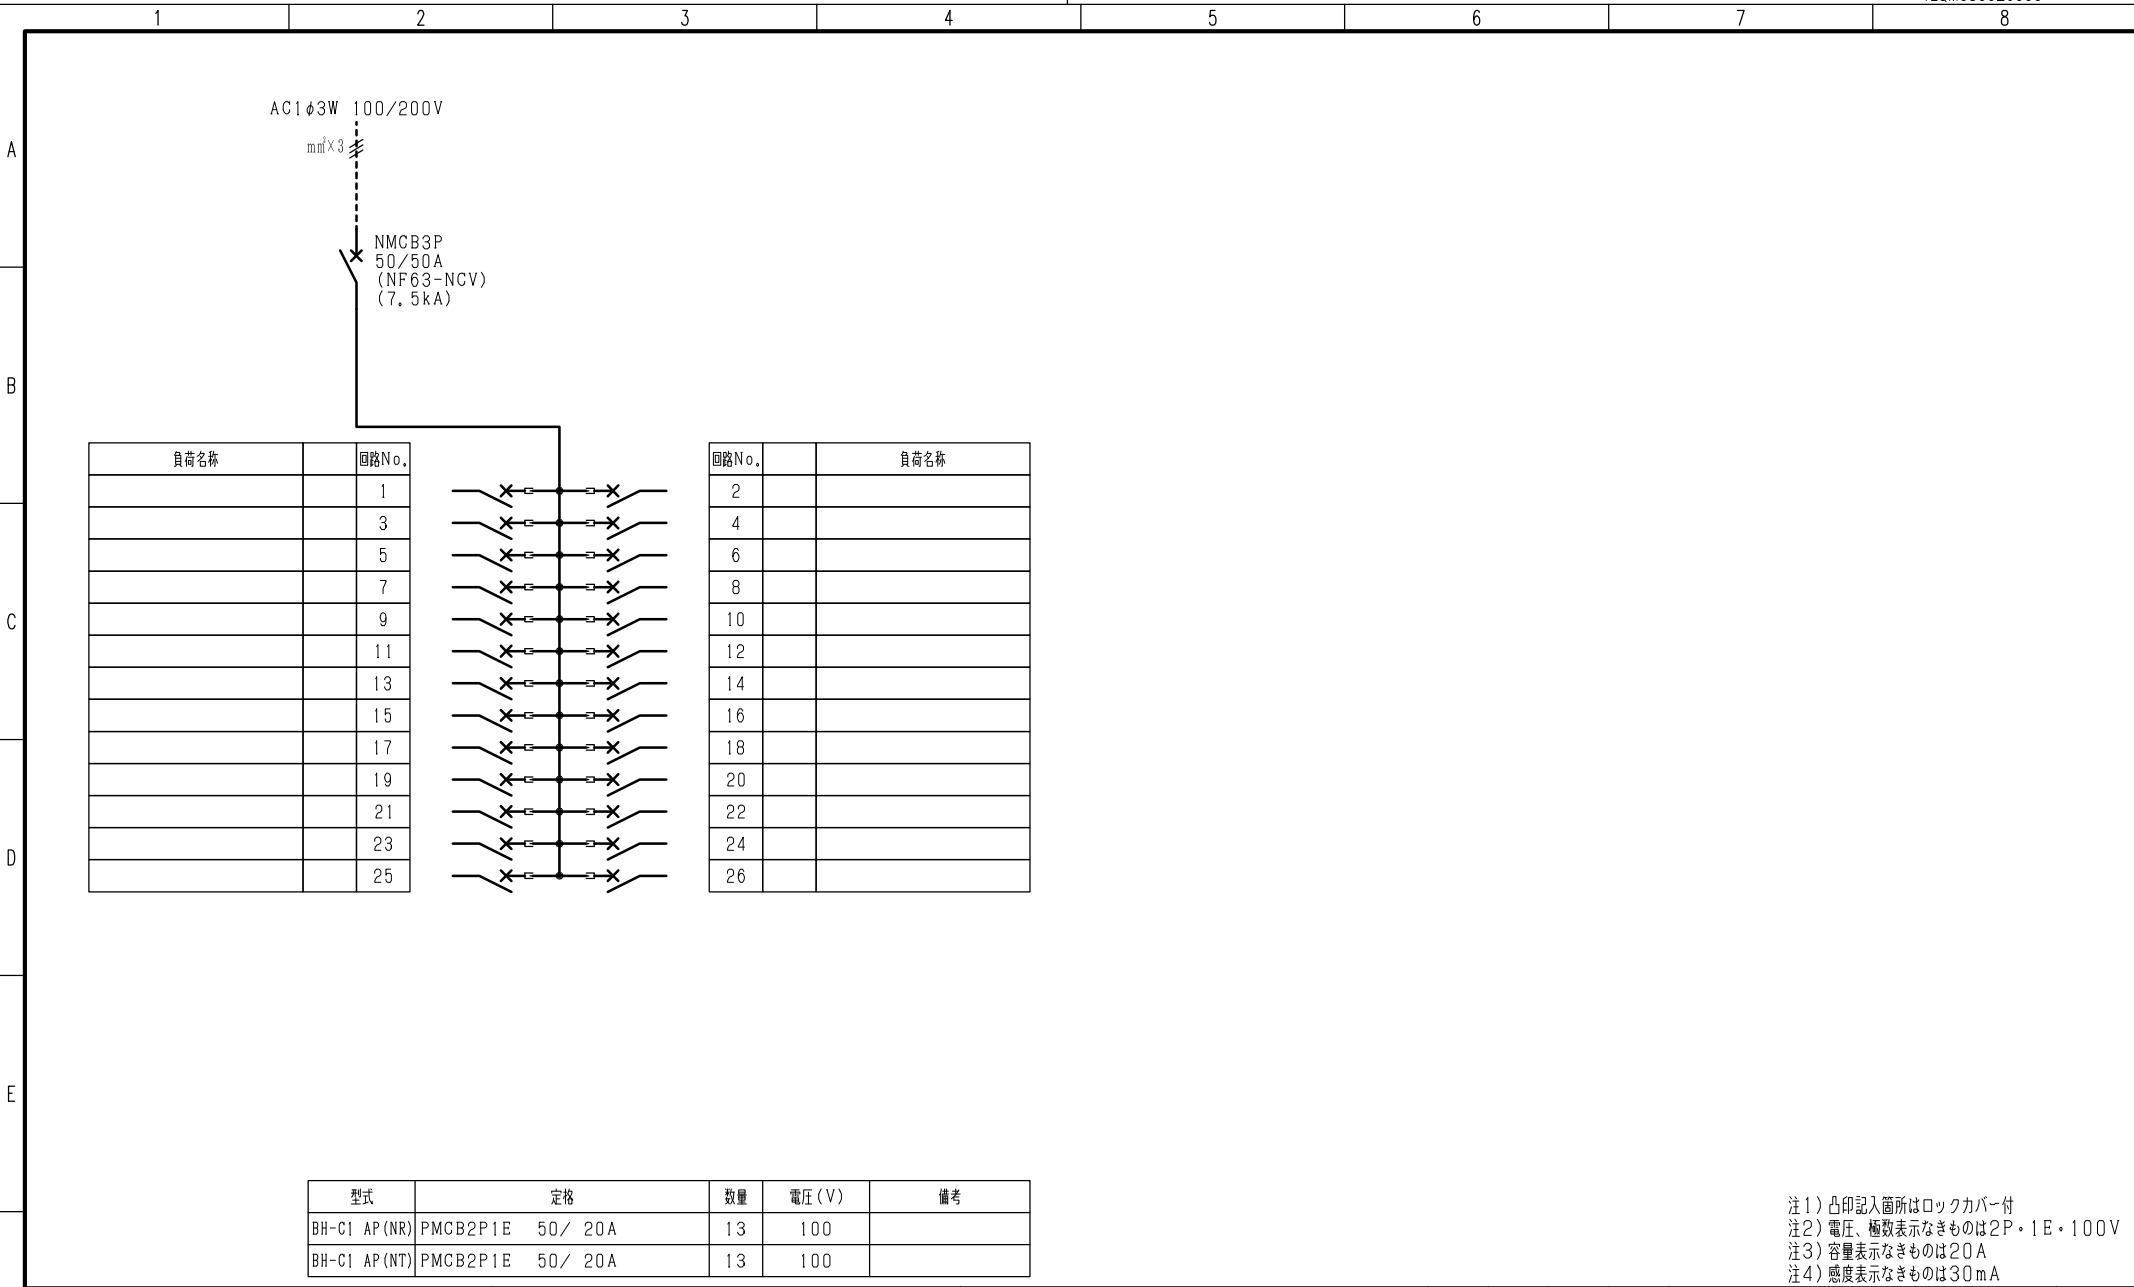 1 2 3 4 5 6 7 8
A
B
C
D
E
AC1φ3W 100/200V
mm²×3
NMCB3P
50/50A
(NF63-NCV)
(7.5kA)
負荷名称 回路No. 回路No. 負荷名称
1 2
3 4
5 6
7 8
9 10
11 12
13 14
15 16
17 18
19 20
21 22
23 24
25 26
型式 定格 数量 電圧(V) 備考
BH-C1 AP(NR) PMCB2P1E 50/ 20A 13 100
BH-C1 AP(NT) PMCB2P1E 50/ 20A 13 100
注1)凸印記入箇所はロックカバー付
注2)電圧、極数表示なきものは2P・1E・100V
注3)容量表示なきものは20A
注4)感度表示なきものは30mA